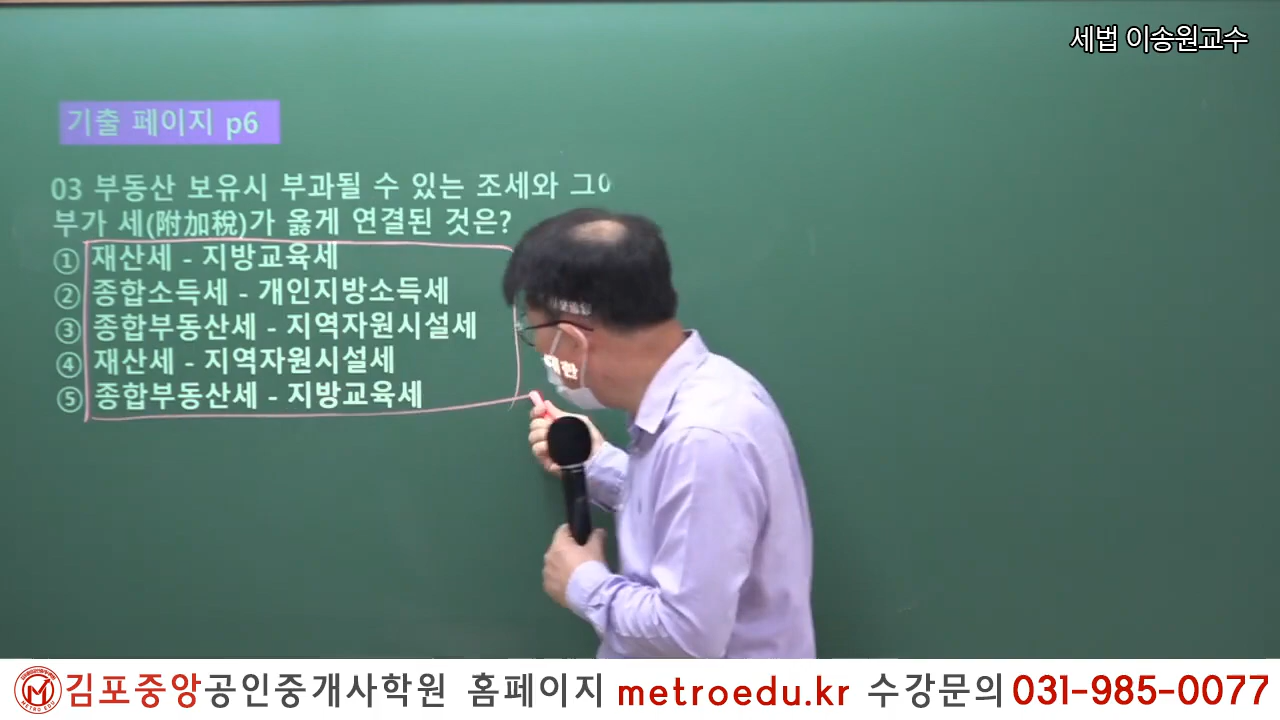 세법 이송원교수
기출 페이지 p6
03 부동산 보유시 부과될 수 있는 조세와
부가 세(附加稅)가 옳게 연결된 것은?
① 재산세 - 지방교육세
② 종합소득세 - 개인지방소득세
③ 종합부동산세 - 지역자원시설세
④ 재산세 - 지역자원시설세
⑤ 종합부동산세 - 지방교육세
김포중앙공인중개사학원 홈페이지 metroedu.kr 수강문의 031-985-0077